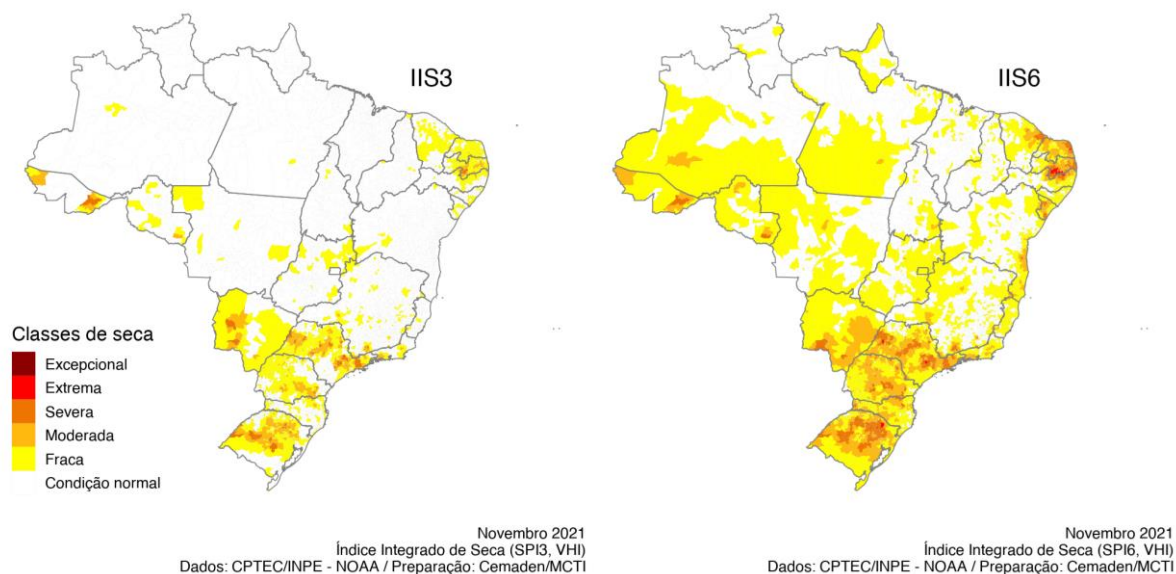 IIS3
Classes de seca
Excepcional
Extrema
Severa
Moderada
Fraca
Condição normal
Novembro 2021
Índice Integrado de Seca (SPI3, VHI)
Dados: CPTEC/INPE - NOAA / Preparação: Cemaden/MCTI
IIS6
Novembro 2021
Índice Integrado de Seca (SPI6, VHI)
Dados: CPTEC/INPE - NOAA / Preparação: Cemaden/MCTI